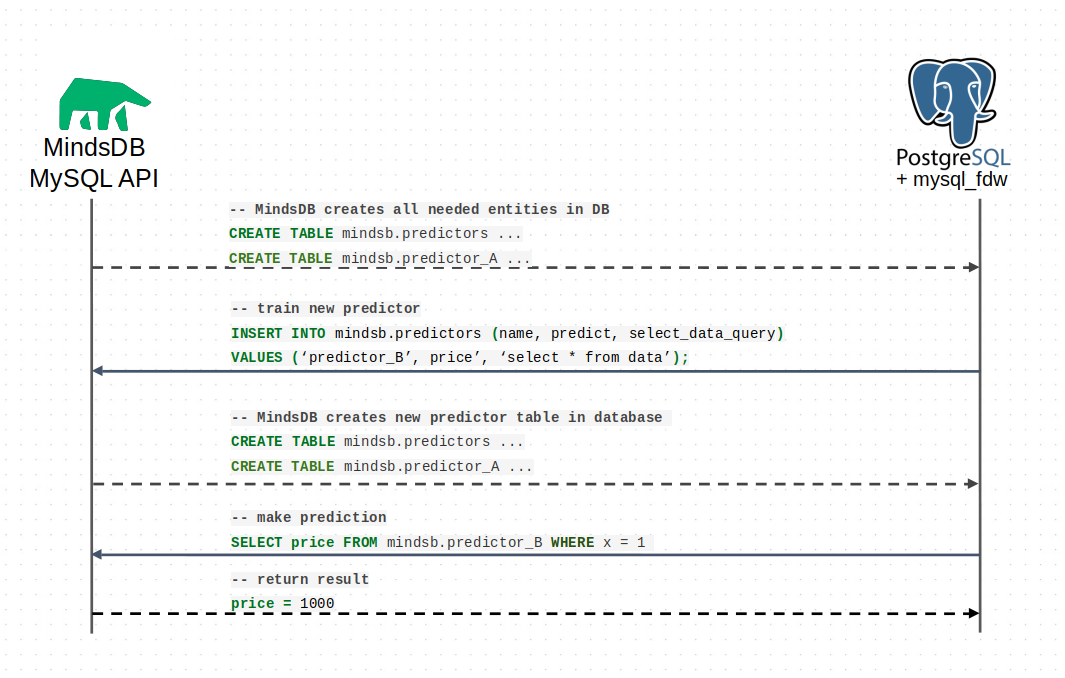 MindsDB
MySQL API
PostgreSQL
+ mysql_fdw
-- MindsDB creates all needed entities in DB
CREATE TABLE mindsb.predictors ...
CREATE TABLE mindsb.predictor_A ...
-- train new predictor
INSERT INTO mindsb.predictors (name, predict, select_data_query)
VALUES (‘predictor_B’, price’, ‘select * from data’);
-- MindsDB creates new predictor table in database
CREATE TABLE mindsb.predictors ...
CREATE TABLE mindsb.predictor_A ...
-- make prediction
SELECT price FROM mindsb.predictor_B WHERE x = 1
-- return result
price = 1000